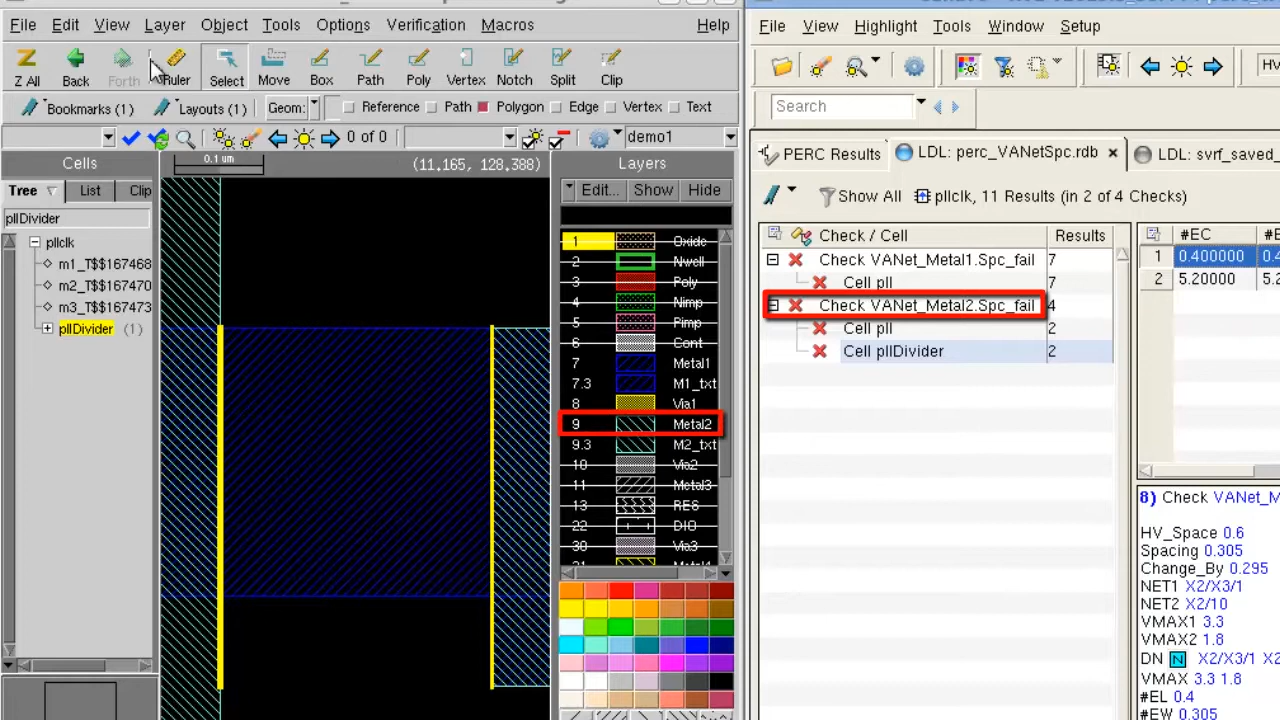 File Edit View Layer Object Tools Options Verification Macros Help
Z All Back Forth Ruler Select Move Box Path Poly Vertex Notch Split Clip
Bookmarks (1) Layouts (1) Geom: Reference Path Polygon Edge Vertex Text
0 of 0 demo1
Cells
Tree List Clip
pllDivider
pllclk
m1_T$$167468
m2_T$$167470
m3_T$$167473
pllDivider (1)
0.1 um (11.165, 128.388)
Layers
Edit... Show Hide
1 Oxide
2 Nwell
3 Poly
4 Nimp
5 Pimp
6 Cont
7 Metal1
7.3 M1_txt
8 Via1
9 Metal2
9.3 M2_txt
10 Via2
11 Metal3
13 RES
22 DIO
30 Via3
31 Metal4
File View Highlight Tools Window Setup
HV
Search
PERC Results LDL: perc_VANetSpc.rdb × LDL: svrf_saved_
Show All pllclk, 11 Results (in 2 of 4 Checks)
Check / Cell Results
Check VANet_Metal1.Spc_fail 7
Cell pll 7
Check VANet_Metal2.Spc_fail 4
Cell pll 2
Cell pllDivider 2
#EC #E
1 0.400000 0.4
2 5.20000 5.2
8) Check VANet_M
HV_Space 0.6
Spacing 0.305
Change_By 0.295
NET1 X2/X3/1
NET2 X2/10
VMAX1 3.3
VMAX2 1.8
DN N X2/X3/1 X2
VMAX 3.3 1.8
#EL 0.4
#EW 0.305